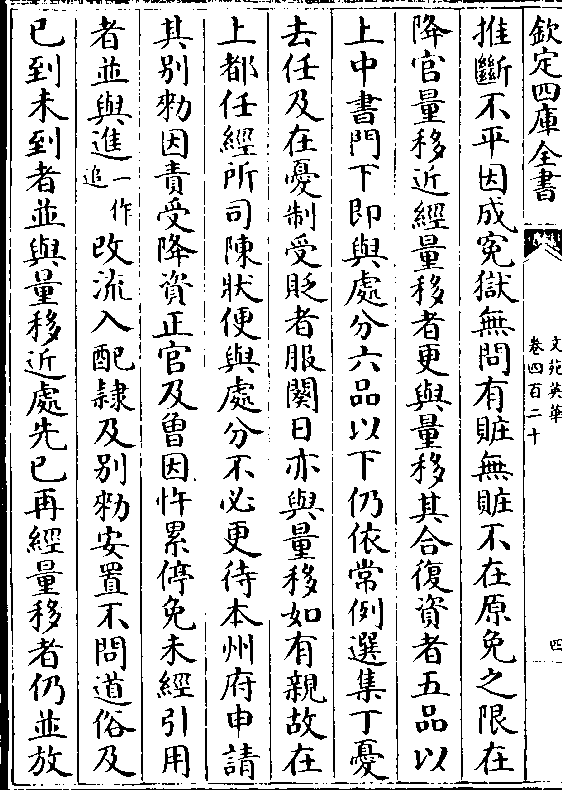 欽定四庫全書
文苑英華
卷四百二十
四
推斷不平因成冤獄無問有贓無贓不在原免之限在
降官量移近經量移者更與量移其合復資者五品以
上中書門下即與處分六品以下仍依常例選集丁憂
去任及在憂制受貶者服闋日亦與量移如有親故在
上都任經所司陳狀便與處分不必更待本州府申請
其别勑因責受降資正官及曾因忤累停免未經引用
者並與進一作追改流入配隷及别勑安置不問道俗及
已到未到者並與量移近處先已再經量移者仍並放